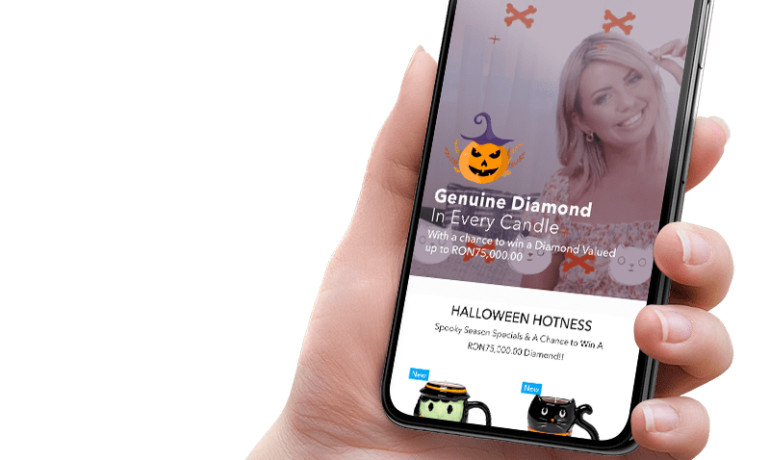 Genuine Diamond
In Every Candle
With a chance to win a Diamond Valued
up to RON75,000.00
HALLOWEEN HOTNESS
Spooky Season Specials & A Chance to Win A
RON75,000.00 Diamond!!
New
New